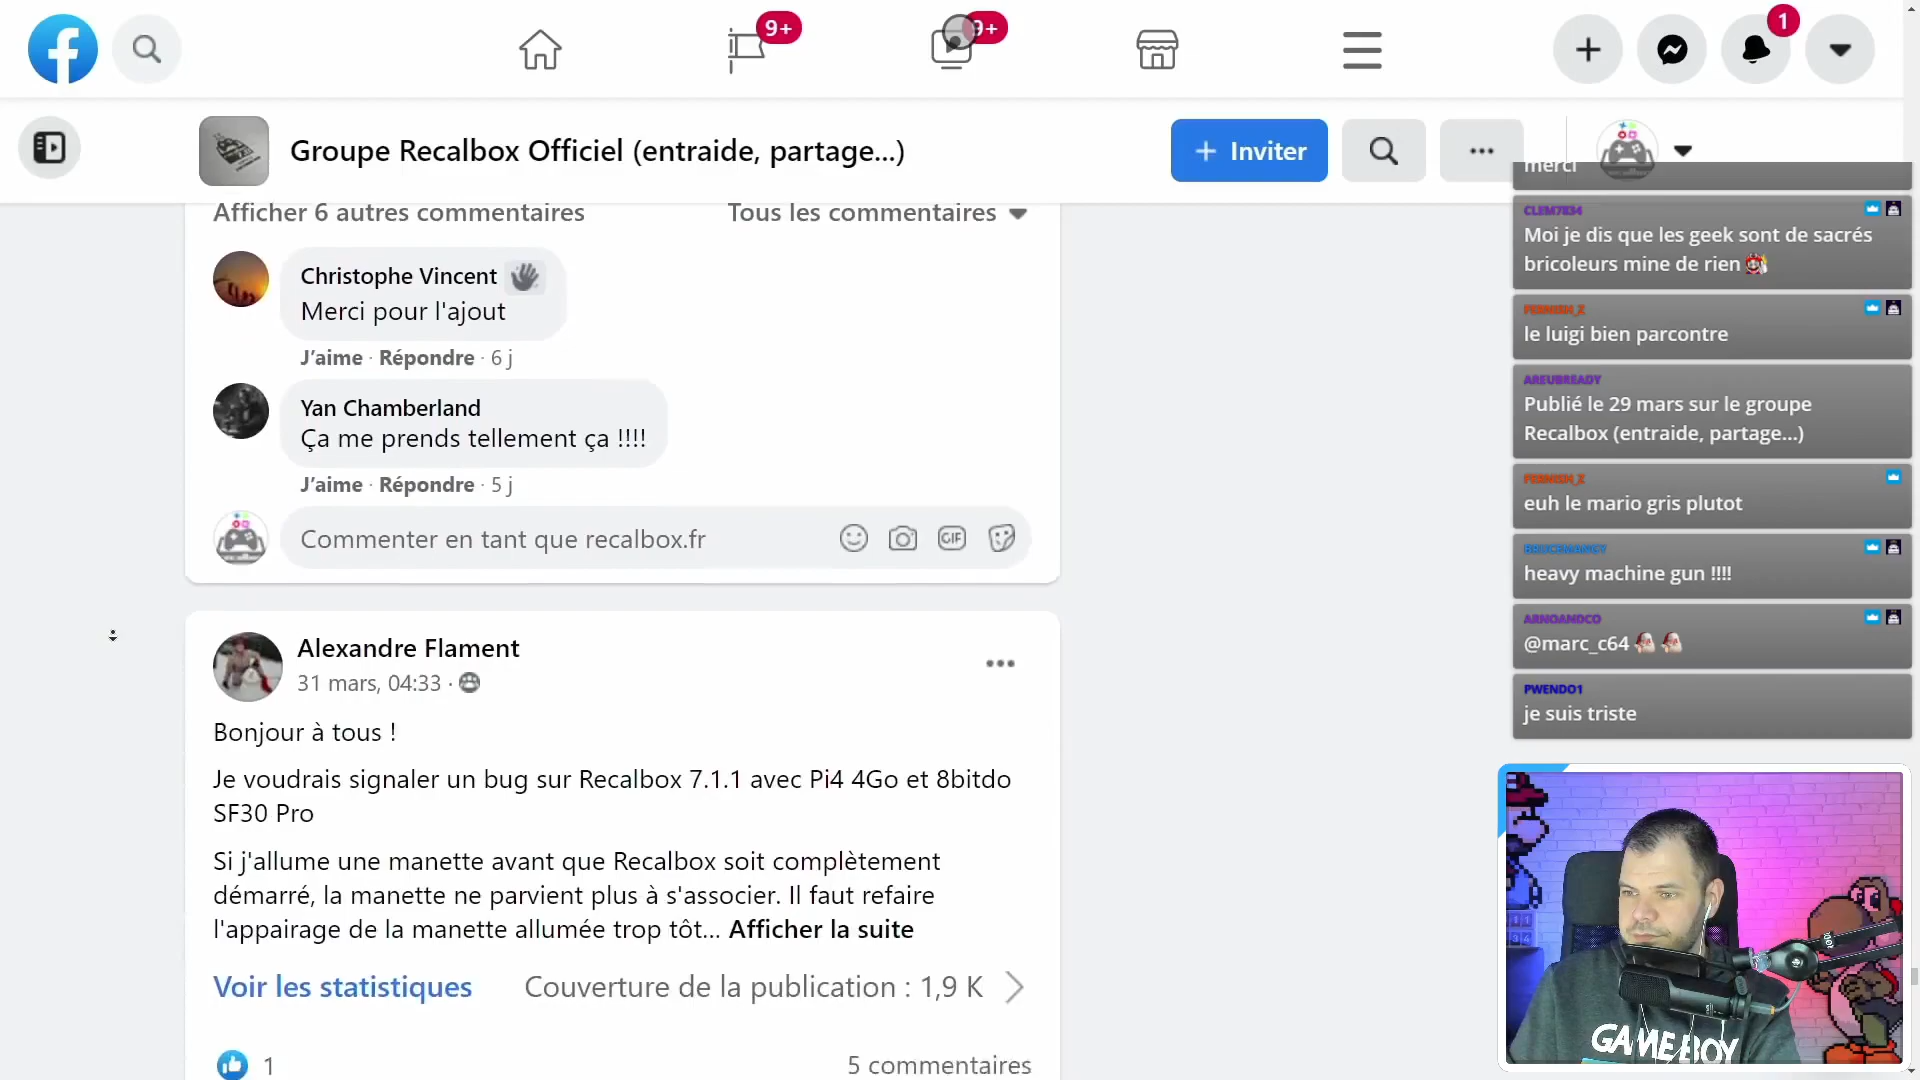 9+
9+
1
Groupe Recalbox Officiel (entraide, partage...)
+ Inviter
Afficher 6 autres commentaires
Tous les commentaires
Christophe Vincent
Merci pour l'ajout
J'aime · Répondre · 6 j
Yan Chamberland
Ça me prends tellement ça !!!!
J'aime · Répondre · 5 j
Commenter en tant que recalbox.fr
GIF
Alexandre Flament
31 mars, 04:33 ·
Bonjour à tous !
Je voudrais signaler un bug sur Recalbox 7.1.1 avec Pi4 4Go et 8bitdo
SF30 Pro
Si j'allume une manette avant que Recalbox soit complètement
démarré, la manette ne parvient plus à s'associer. Il faut refaire
l'appairage de la manette allumée trop tôt... Afficher la suite
Voir les statistiques
Couverture de la publication : 1,9 K
1
5 commentaires
merci
CLEM7834
Moi je dis que les geek sont de sacrés
bricoleurs mine de rien
le luigi bien parcontre
AREUBREADY
Publié le 29 mars sur le groupe
Recalbox (entraide, partage...)
euh le mario gris plutot
heavy machine gun !!!!
ARNOANDCO
@marc_c64
PWENDO1
je suis triste
GAMEBOY